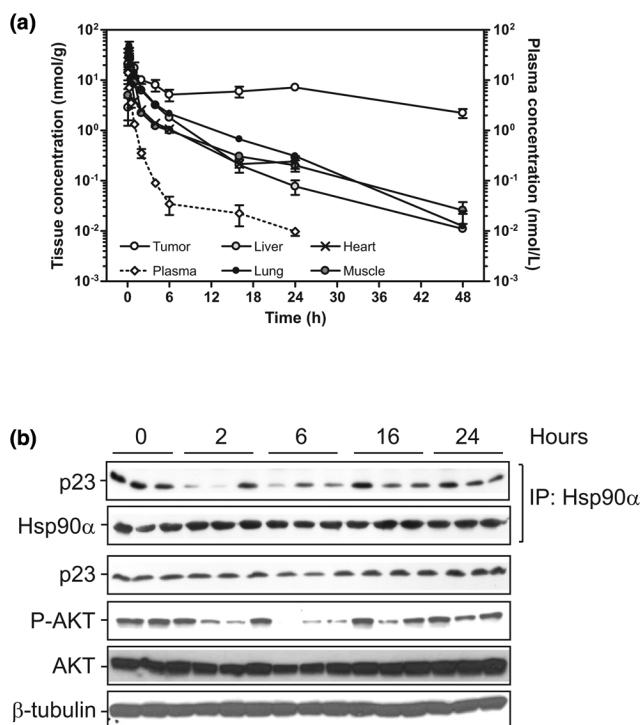 (a)
Tissue concentration (nmol/g)
10²
10¹
10⁰
10⁻¹
10⁻²
10⁻³
Tumor
Liver
Heart
Plasma
Lung
Muscle
10²
10¹
10⁰
10⁻¹
10⁻²
10⁻³
Plasma concentration (nmol/L)
0 6 12 18 24 30 36 42 48
Time (h)
(b)
0 2 6 16 24 Hours
p23
Hsp90α
IP: Hsp90α
p23
P-AKT
AKT
β-tubulin